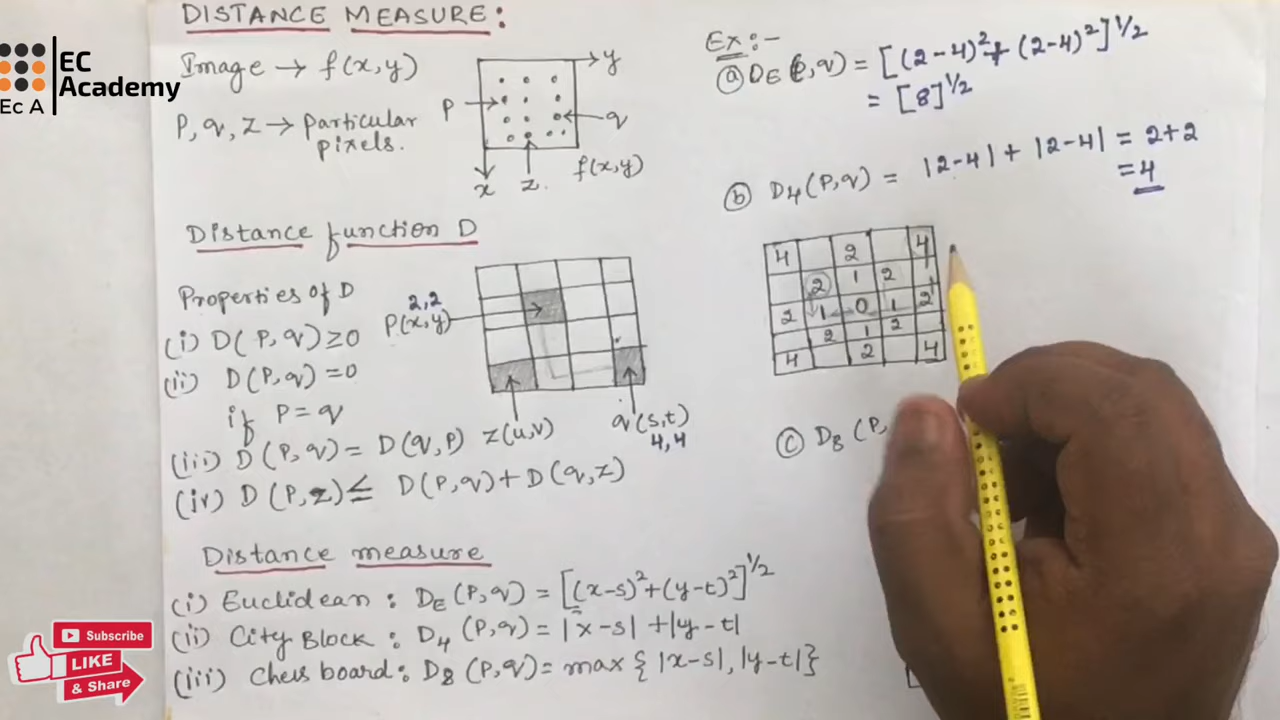 DISTANCE MEASURE:
EC
Academy
Ec A
Image → f(x,y)
P, q, z → particular
pixels.
y
P
q
x
z.
f(x,y)
Distance function D
Properties of D
(i) D(P,q) ≥ 0
(ii) D(P,q) = 0
if P = q
(iii) D(P,q) = D(q,P)
(iv) D(P,z) ≤ D(P,q) + D(q,z)
2,2
P(x,y)
z(u,v)
q(s,t)
4,4
Distance measure
(i) Euclidean : DE (P,q) = [(x-s)²+(y-t)²]^1/2
(ii) City Block : D4 (P,q) = |x-s| + |y-t|
(iii) Chess board : D8 (P,q) = max { |x-s|, |y-t| }
Ex:-
(a) DE (P,q) = [(2-4)² + (2-4)²]^1/2
= [8]^1/2
(b) D4 (P,q) = |2-4| + |2-4| = 2+2
= 4
4 2 4
2 1 2
2 1 0 1 2
2 1 2
4 2 4
(c) D8 (P,
Subscribe
LIKE
& Share